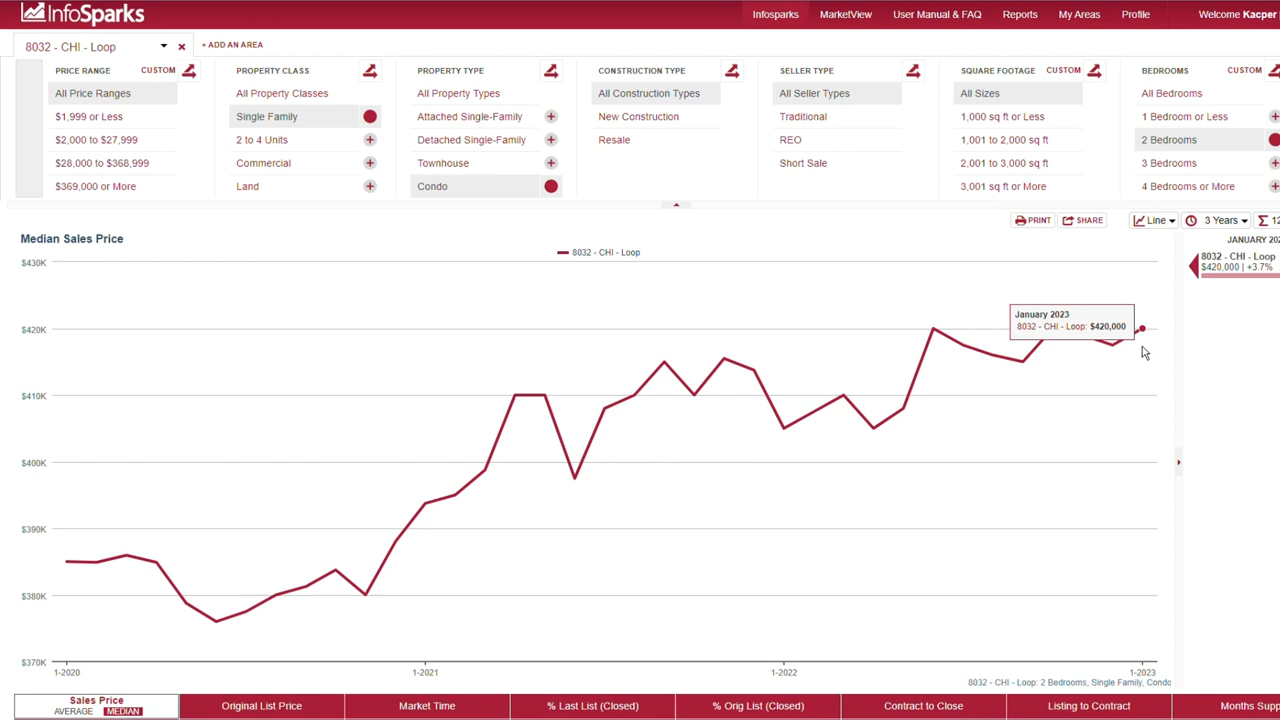 InfoSparks
Infosparks MarketView User Manual & FAQ Reports My Areas Profile Welcome Kacper
8032 - CHI - Loop + ADD AN AREA
PRICE RANGE CUSTOM PROPERTY CLASS PROPERTY TYPE CONSTRUCTION TYPE SELLER TYPE SQUARE FOOTAGE CUSTOM BEDROOMS CUSTOM
All Price Ranges All Property Classes All Property Types All Construction Types All Seller Types All Sizes All Bedrooms
$1,999 or Less Single Family Attached Single-Family New Construction Traditional 1,000 sq ft or Less 1 Bedroom or Less
$2,000 to $27,999 2 to 4 Units Detached Single-Family Resale REO 1,001 to 2,000 sq ft 2 Bedrooms
$28,000 to $368,999 Commercial Townhouse Short Sale 2,001 to 3,000 sq ft 3 Bedrooms
$369,000 or More Land Condo 3,001 sq ft or More 4 Bedrooms or More
PRINT SHARE Line 3 Years Σ 12
Median Sales Price
JANUARY 202
8032 - CHI - Loop
8032 - CHI - Loop
$420,000 | +3.7%
$430K
January 2023
8032 - CHI - Loop: $420,000
$420K
$410K
$400K
$390K
$380K
$370K
1-2020 1-2021 1-2022 1-2023
8032 - CHI - Loop: 2 Bedrooms, Single Family, Condo
Sales Price
AVERAGE MEDIAN
Original List Price Market Time % Last List (Closed) % Orig List (Closed) Contract to Close Listing to Contract Months Supp